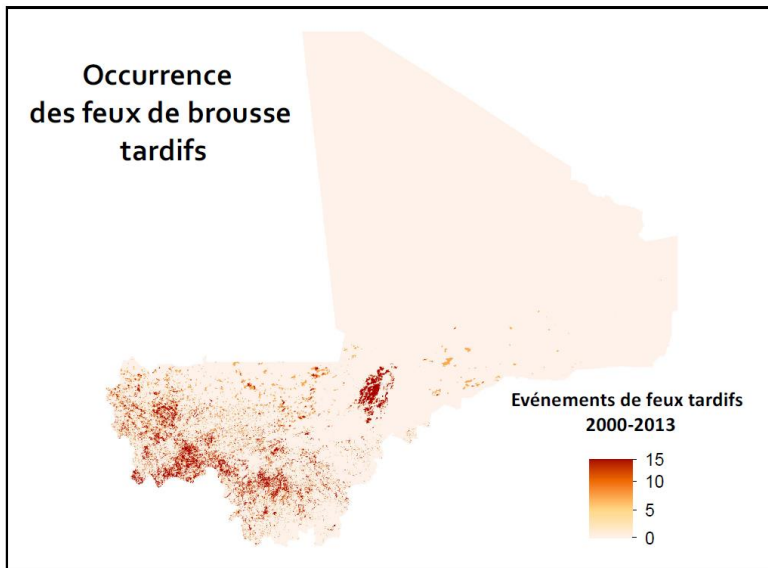 Occurrence
des feux de brousse
tardifs
Evénements de feux tardifs
2000-2013
15
10
5
0